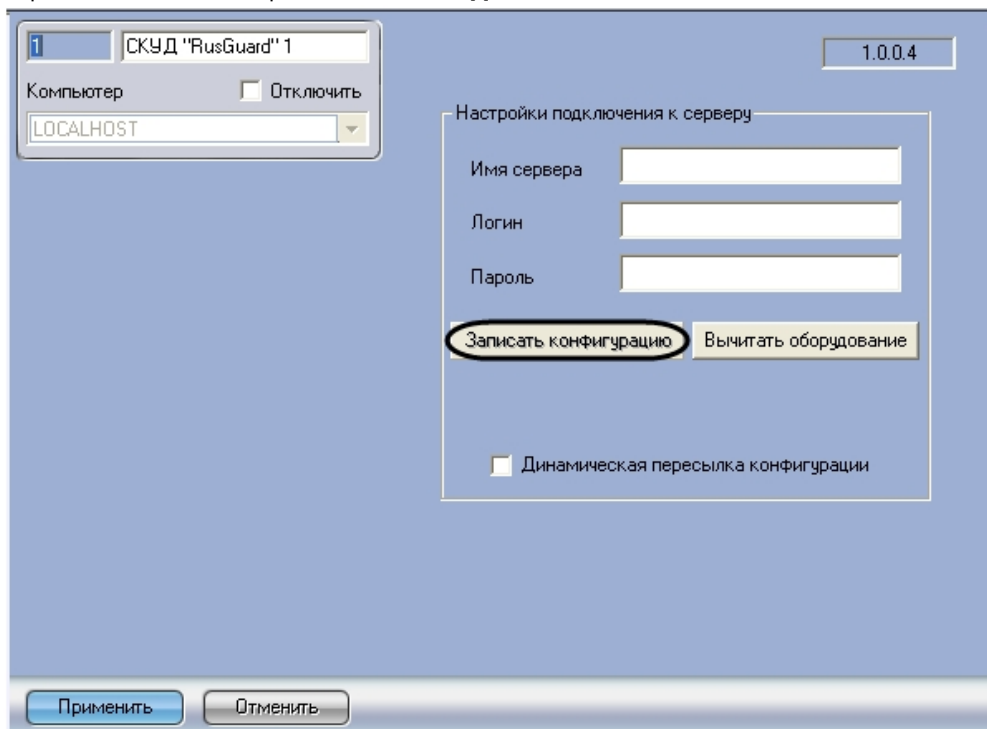 1
СКУД "RusGuard" 1
1.0.0.4
Компьютер
Отключить
LOCALHOST
Настройки подключения к серверу
Имя сервера
Логин
Пароль
Записать конфигурацию
Вычитать оборудование
Динамическая пересылка конфигурации
Применить
Отменить